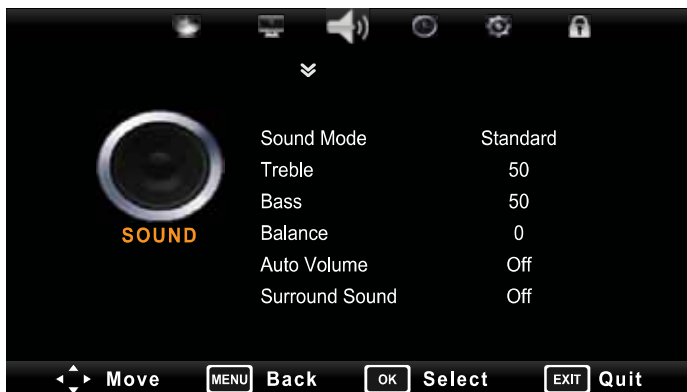 Sound Mode Standard
Treble 50
Bass 50
SOUND Balance 0
Auto Volume Off
Surround Sound Off
Move MENU Back OK Select EXIT Quit